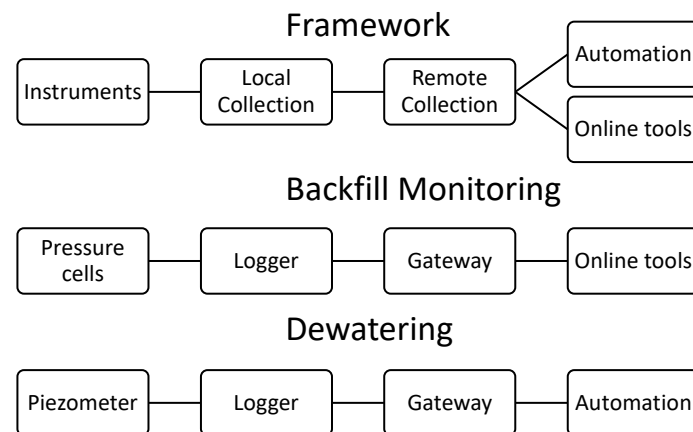 Framework
Instruments
Local
Collection
Remote
Collection
Automation
Online tools
Backfill Monitoring
Pressure
cells
Logger
Gateway
Online tools
Dewatering
Piezometer
Logger
Gateway
Automation